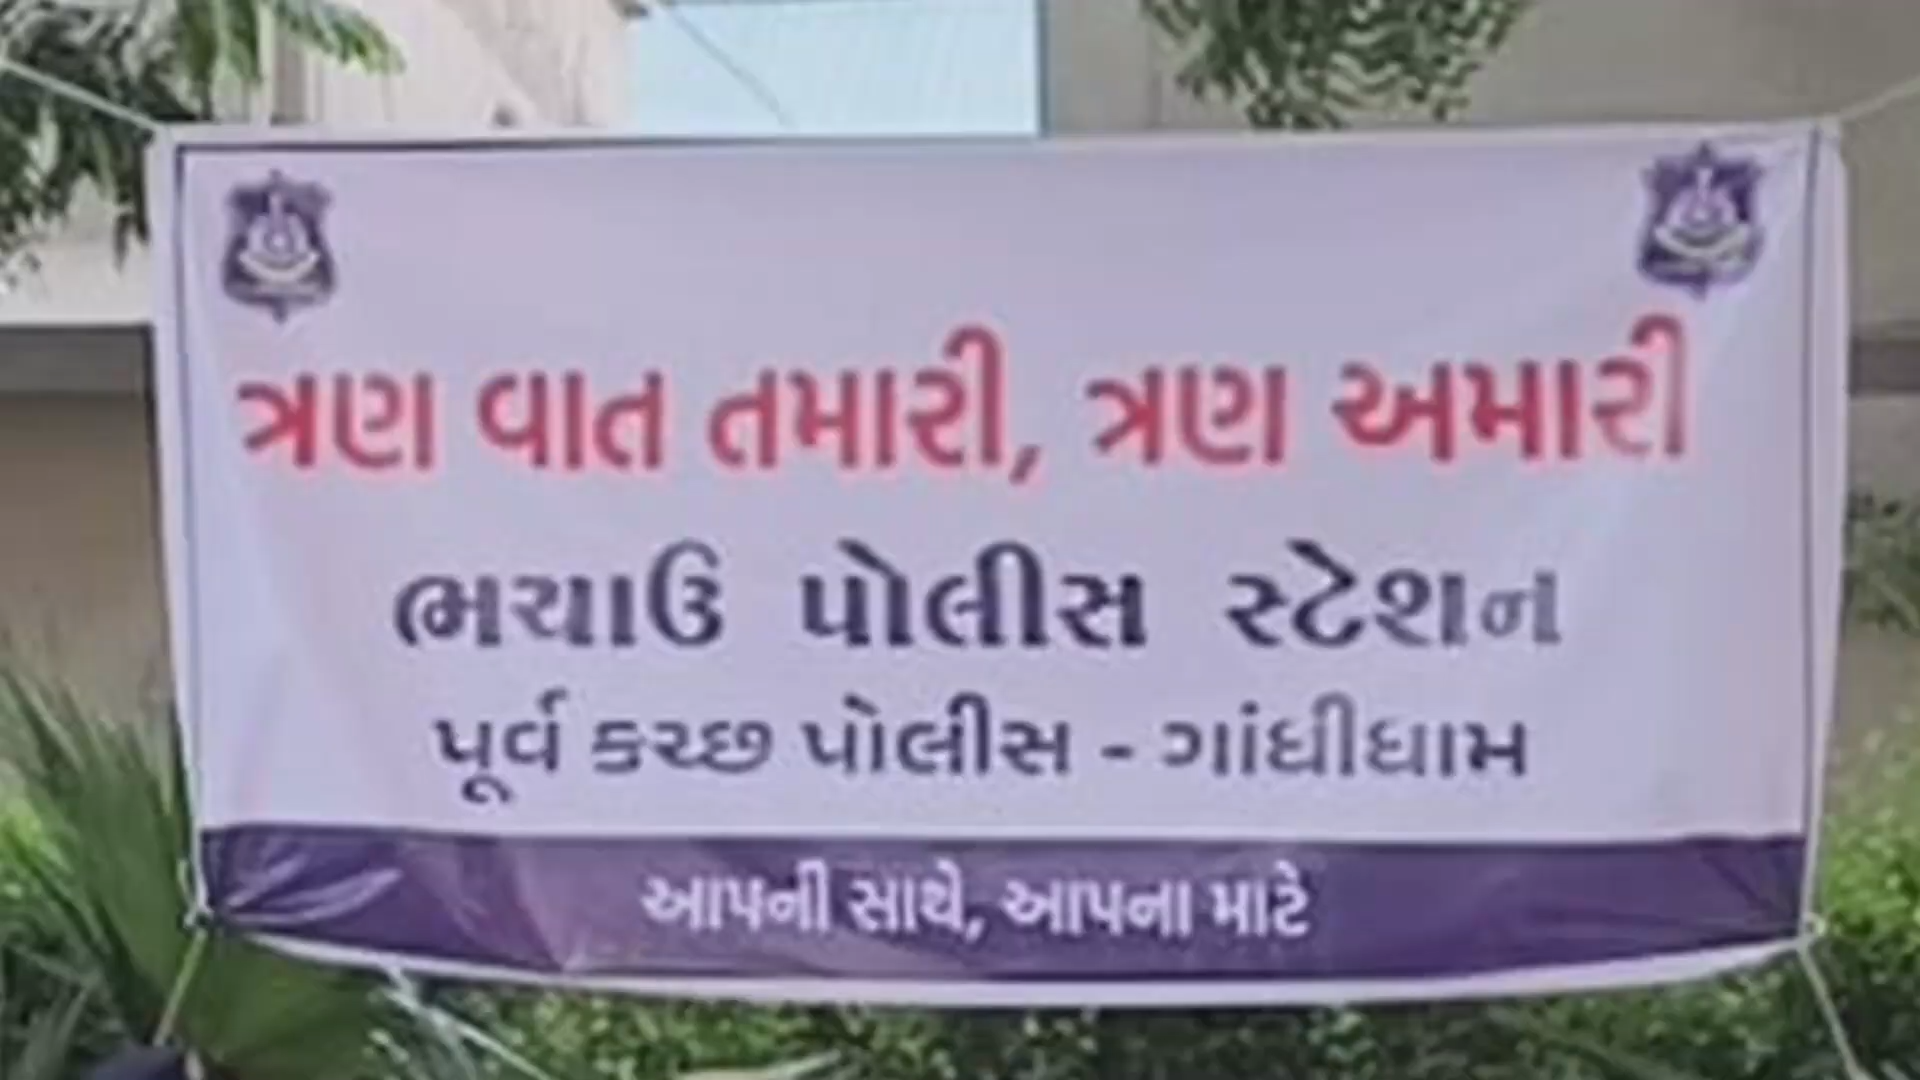 ત્રણ વાત તમારી, ત્રણ અમારી
ભચાઉ પોલીસ સ્ટેશન
પૂર્વ કચ્છ પોલીસ - ગાંધીધામ
આપની સાથે, આપના માટે